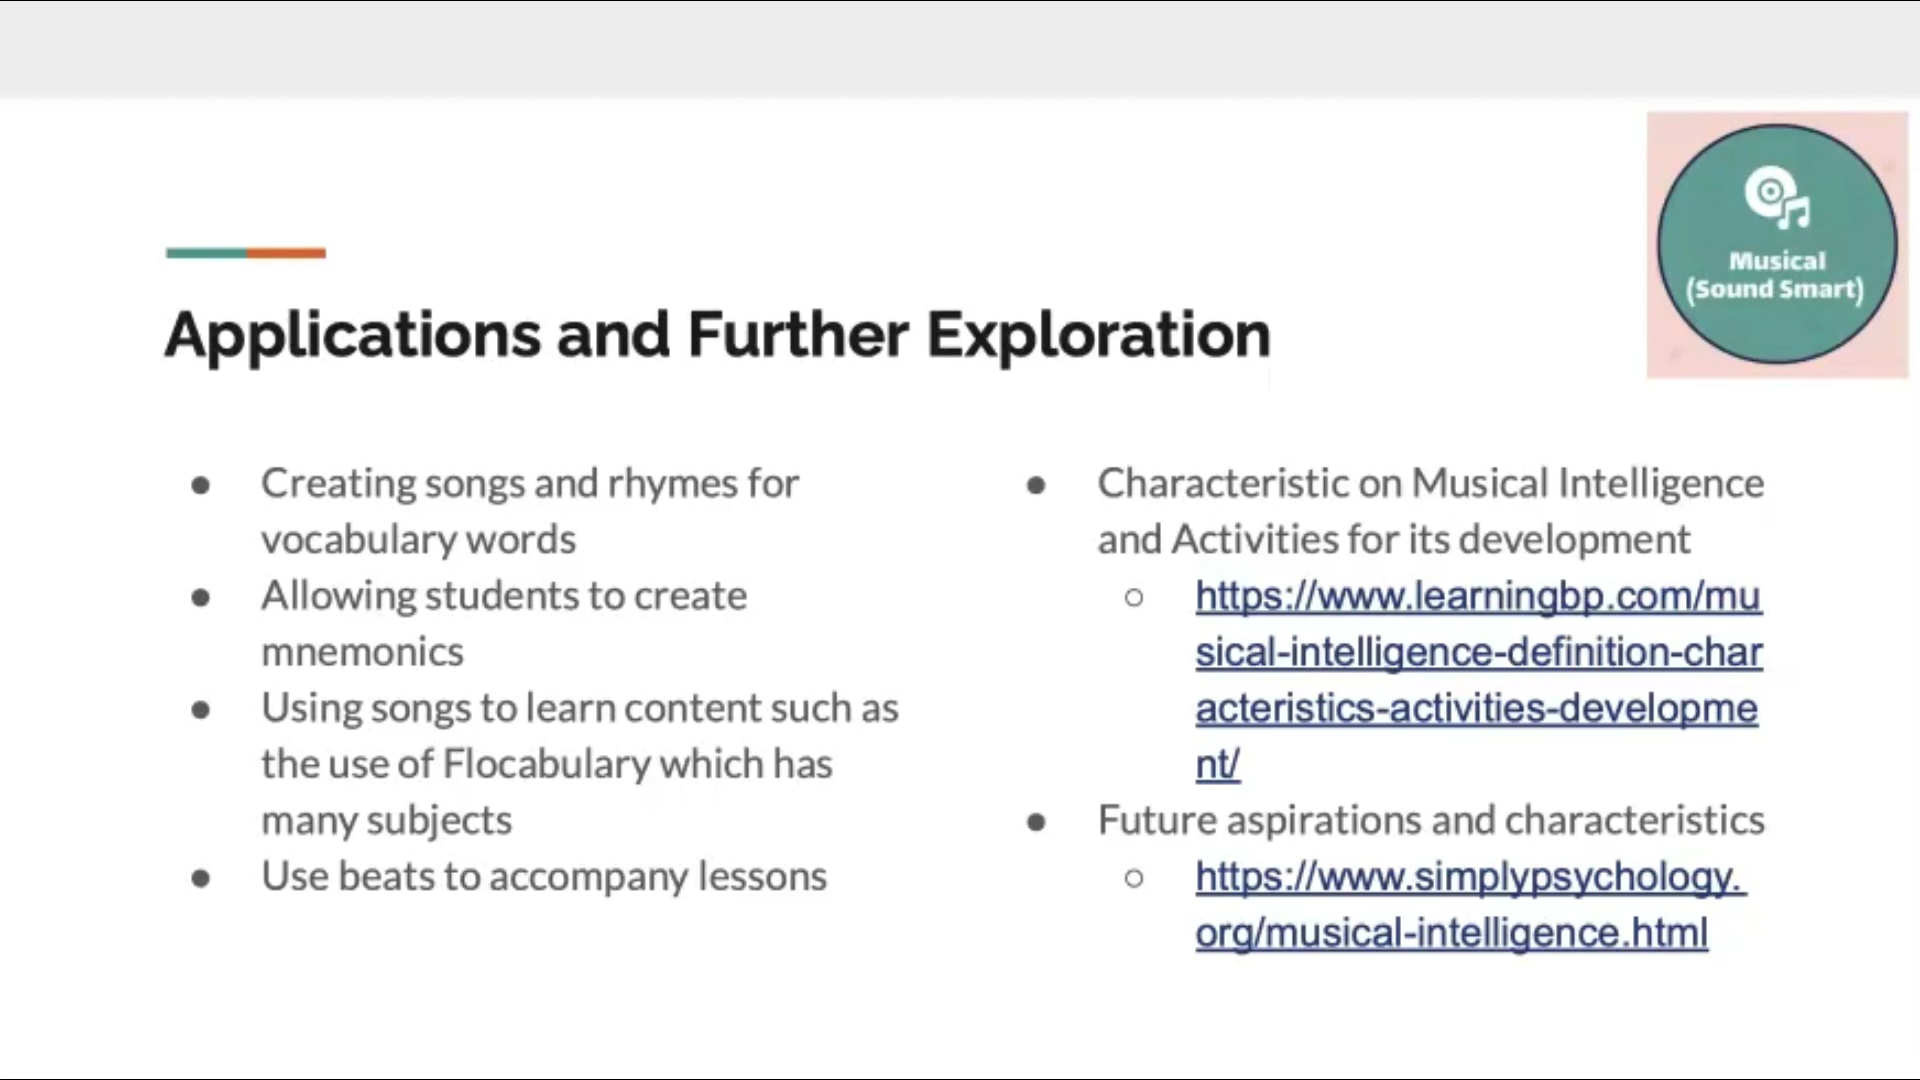 Musical
(Sound Smart)
Applications and Further Exploration
● Creating songs and rhymes for
vocabulary words
● Allowing students to create
mnemonics
● Using songs to learn content such as
the use of Flocabulary which has
many subjects
● Use beats to accompany lessons
● Characteristic on Musical Intelligence
and Activities for its development
○ https://www.learningbp.com/mu
sical-intelligence-definition-char
acteristics-activities-developme
nt/
● Future aspirations and characteristics
○ https://www.simplypsychology.
org/musical-intelligence.html